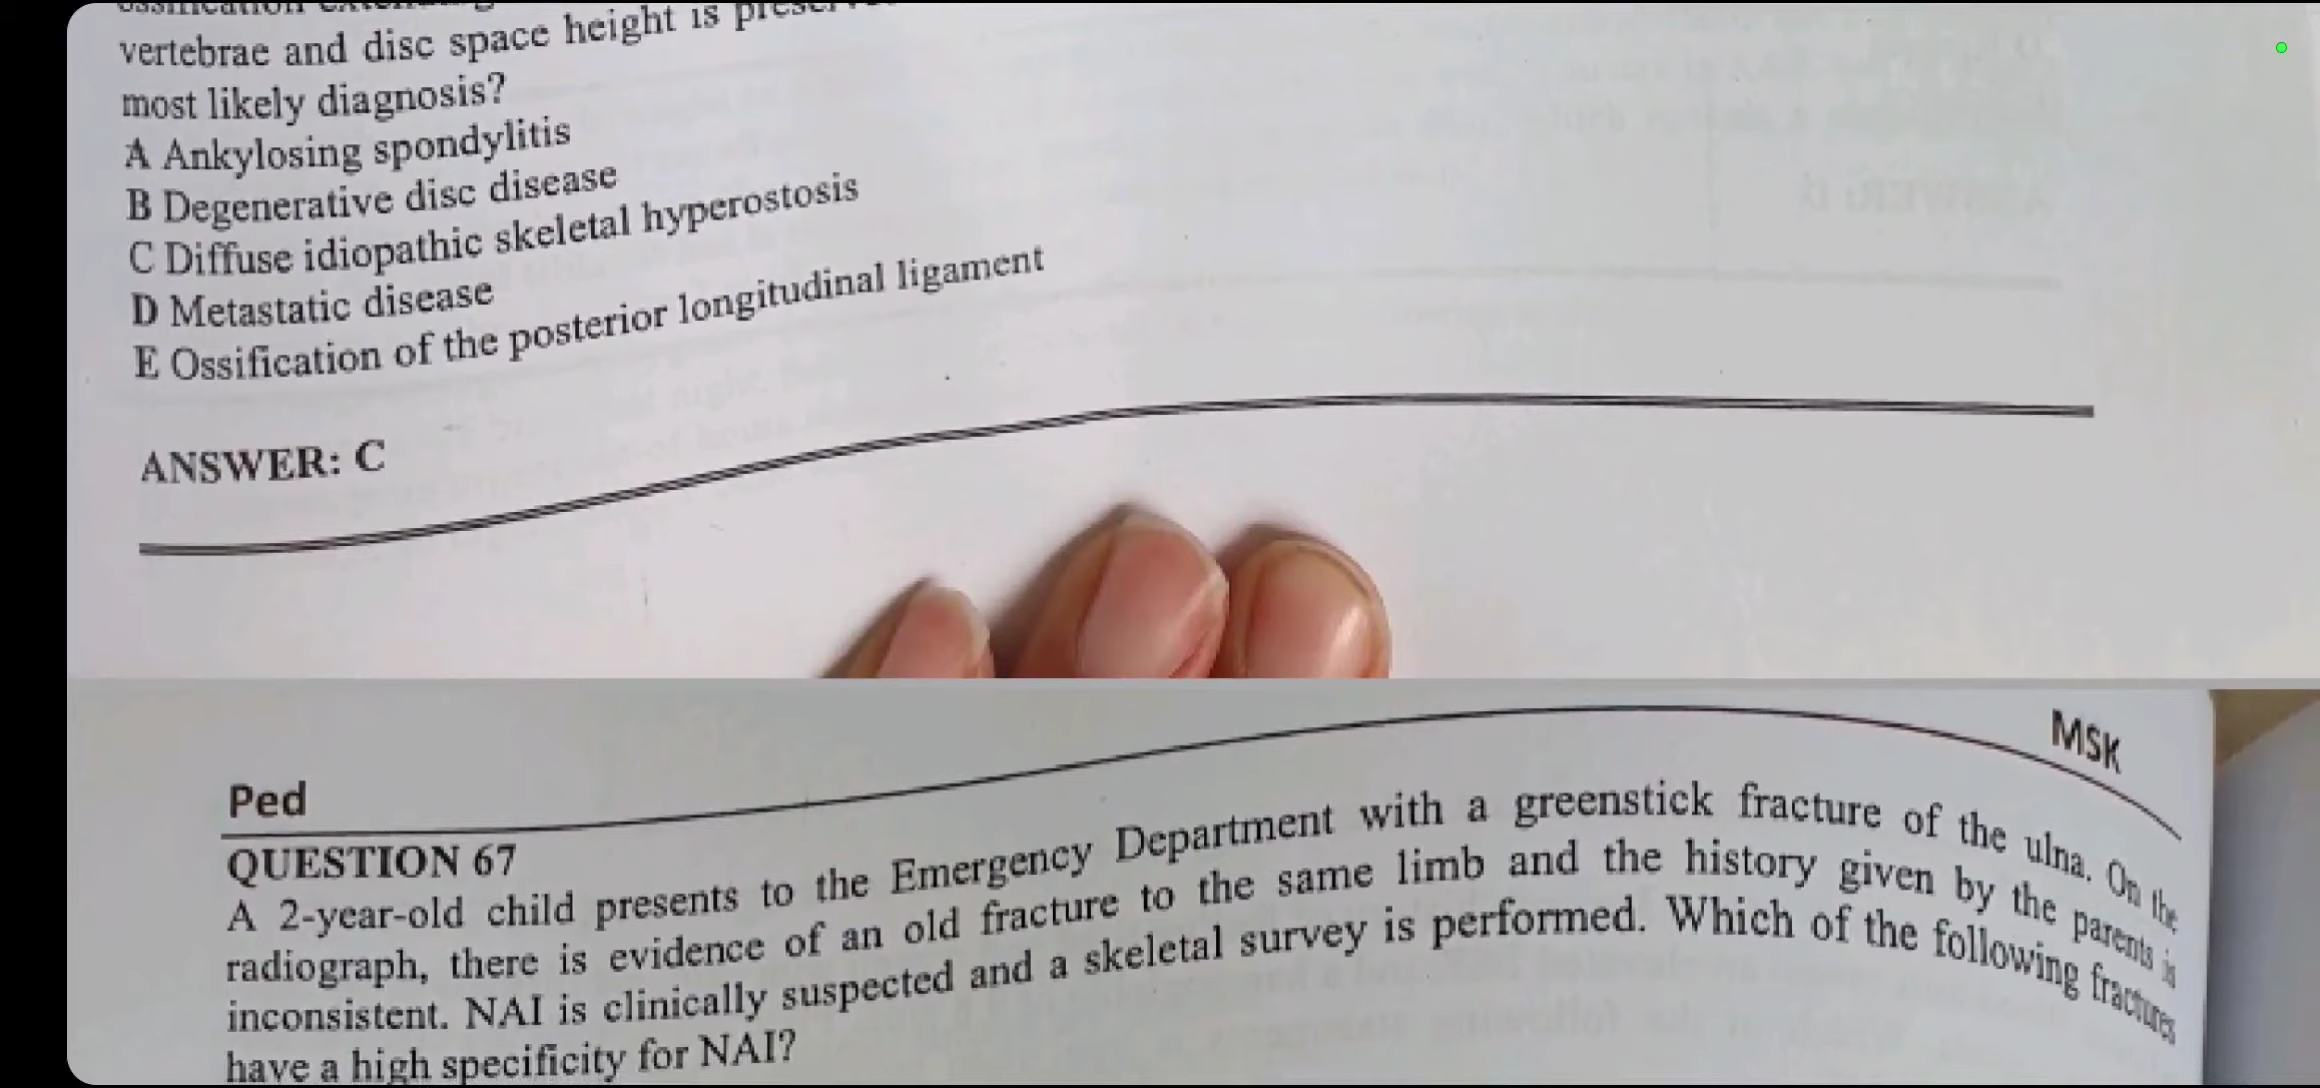 vertebrae and disc space height is
most likely diagnosis?
A Ankylosing spondylitis
B Degenerative disc disease
C Diffuse idiopathic skeletal hyperostosis
D Metastatic disease
E Ossification of the posterior longitudinal ligament
ANSWER: C
MSK
Ped
QUESTION 67
A 2-year-old child presents to the Emergency Department with a greenstick fracture of the ulna. On the
radiograph, there is evidence of an old fracture to the same limb and the history given by the parents is
inconsistent. NAI is clinically suspected and a skeletal survey is performed. Which of the following fractures
have a high specificity for NAI?